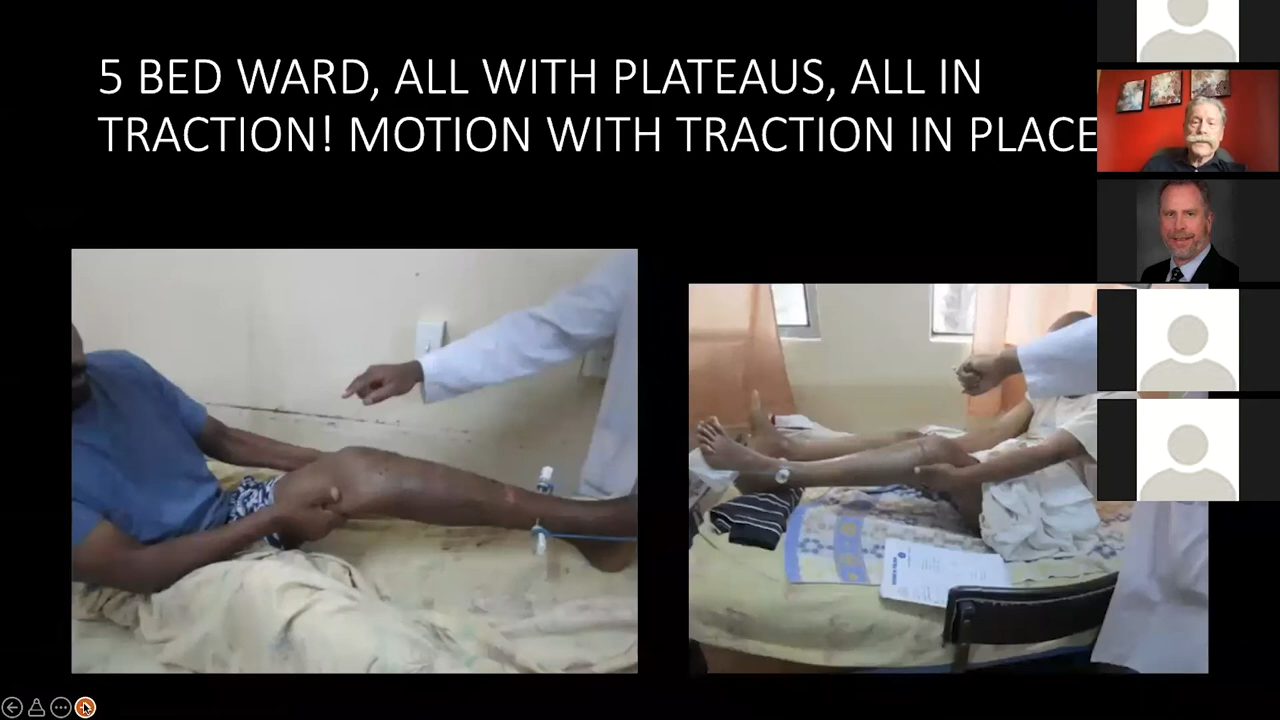 5 BED WARD, ALL WITH PLATEAUS, ALL IN
TRACTION! MOTION WITH TRACTION IN PLACE